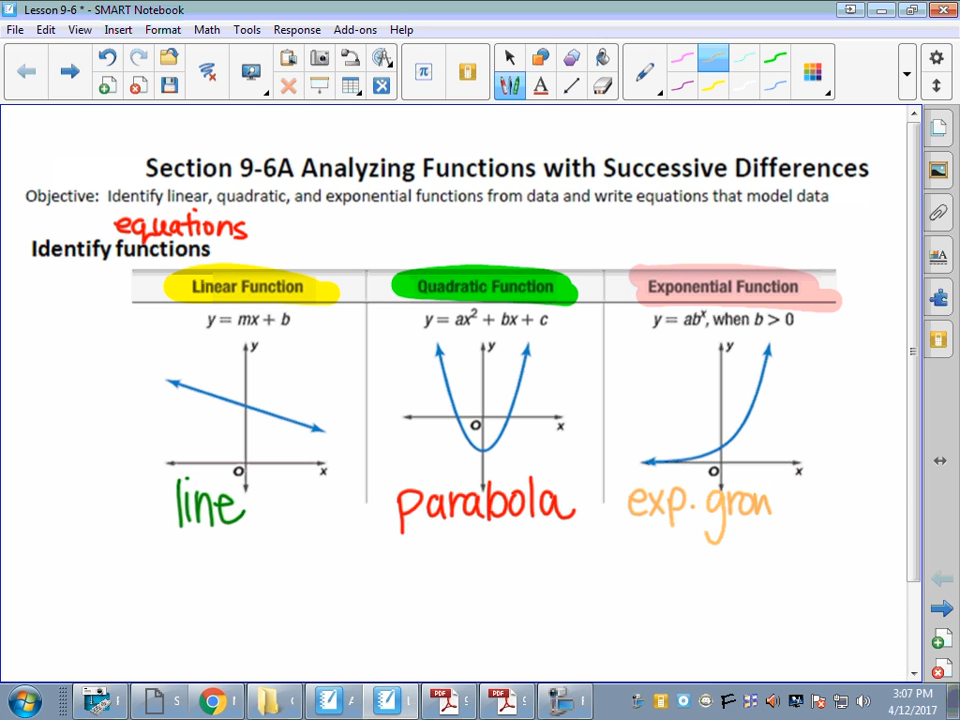 Lesson 9-6 * - SMART Notebook
File Edit View Insert Format Math Tools Response Add-ons Help
Section 9-6A Analyzing Functions with Successive Differences
Objective: Identify linear, quadratic, and exponential functions from data and write equations that model data
equations
Identify functions
Linear Function Quadratic Function Exponential Function
y = mx + b y = ax² + bx + c y = abˣ, when b > 0
y y y
O x O x O x
line parabola exp. gron
3:07 PM
4/12/2017